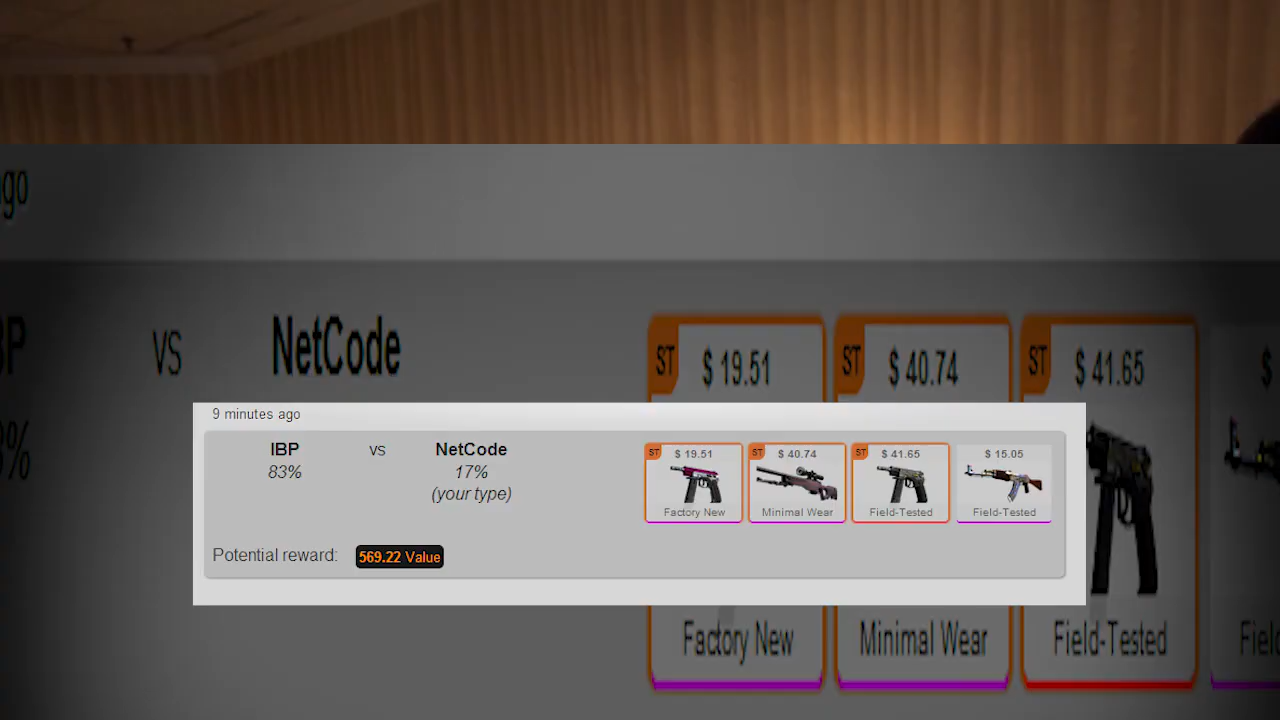 ago
VS
NetCode
ST $ 19.51
ST $ 40.74
ST $ 41.65
$
9 minutes ago
IBP vs NetCode
83% 17%
(your type)
ST $ 19.51
ST $ 40.74
ST $ 41.65
$ 15.05
Factory New
Minimal Wear
Field-Tested
Field-Tested
Potential reward: 569.22 Value
Factory New
Minimal Wear
Field-Tested